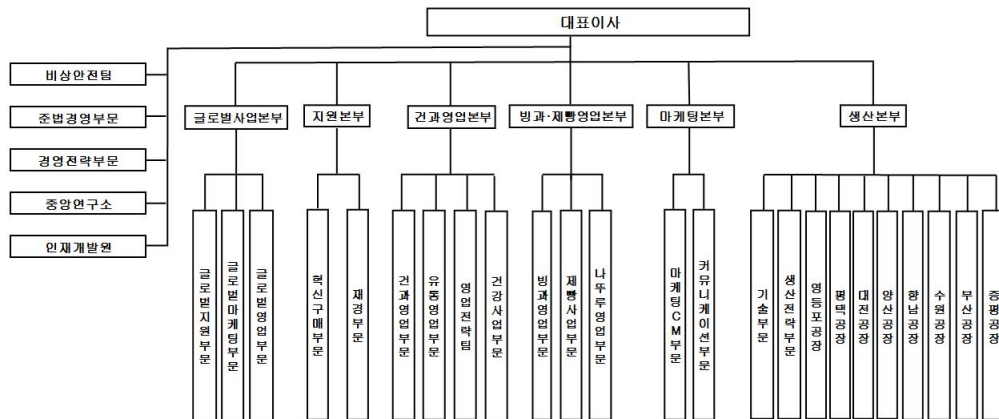 대표이사
비상안전팀
준법경영부문
경영전략부문
중앙연구소
인재개발원
글로벌사업본부
지원본부
건과영업본부
빙과·제빵영업본부
마케팅본부
생산본부
글로벌지원부문
글로벌마케팅부문
글로벌영업부문
혁신구매부문
재경부문
건과영업부문
유통영업부문
영업전략팀
건강사업부문
빙과영업부문
제빵사업부문
나뚜루영업부문
마케팅CM부문
커뮤니케이션부문
기술부문
생산전략부문
영등포공장
평택공장
대전공장
양산공장
향남공장
수원공장
부산공장
증평공장